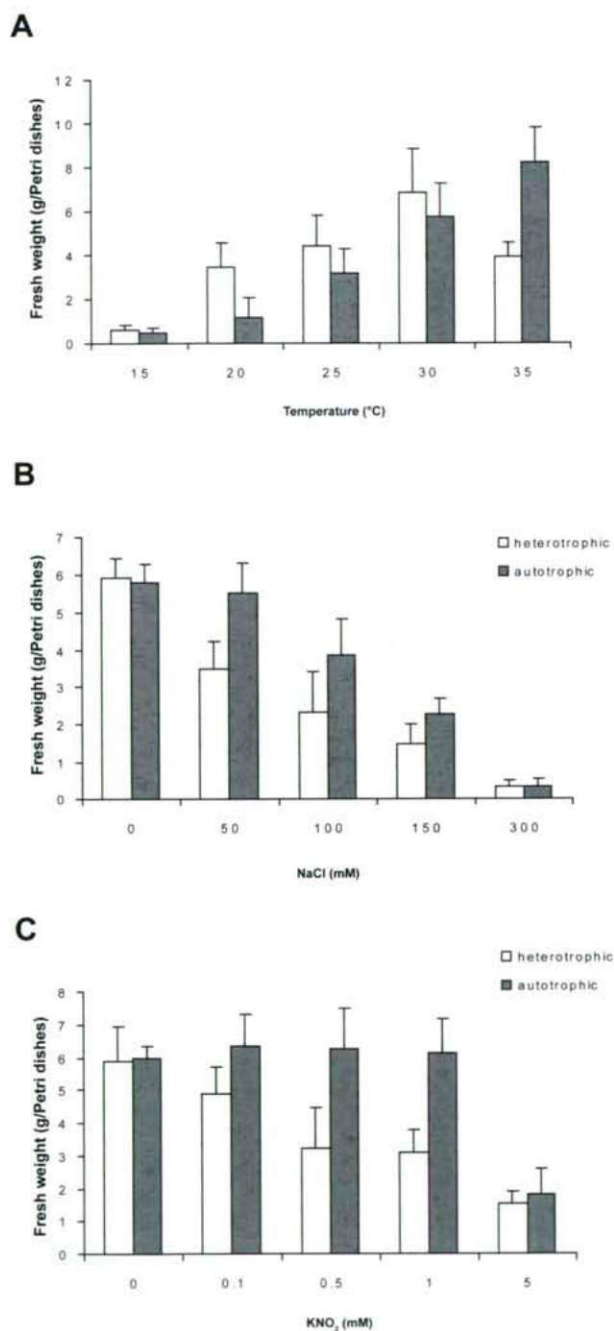 A
Fresh weight (g/Petri dishes)
12
10
8
6
4
2
0
15 20 25 30 35
Temperature (°C)
B
Fresh weight (g/Petri dishes)
7
6
5
4
3
2
1
0
heterotrophic
autotrophic
0 50 100 150 300
NaCl (mM)
C
Fresh weight (g/Petri dishes)
8
7
6
5
4
3
2
1
0
heterotrophic
autotrophic
0 0.1 0.5 1 5
KNO₂ (mM)